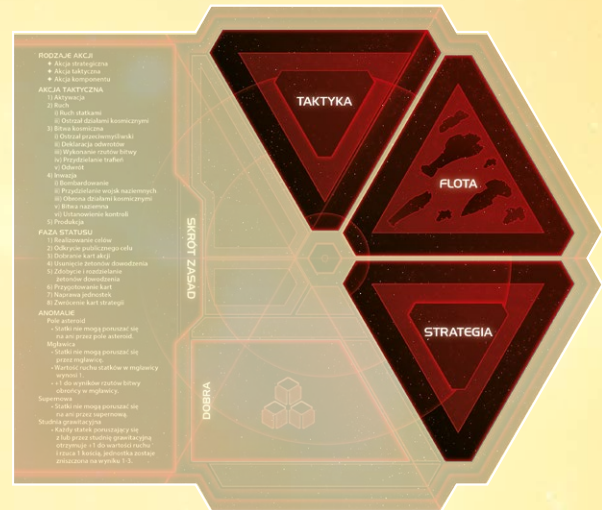 RODZAJE AKCJI
✦ Akcja strategiczna
✦ Akcja taktyczna
✦ Akcja komponentu
AKCJA TAKTYCZNA
1) Aktywacja
2) Ruch
i) Ruch statkami
ii) Ostrzał działami kosmicznymi
3) Bitwa kosmiczna
i) Ostrzał przeciwmyśliwski
ii) Deklaracja odwrotów
iii) Wykonanie rzutów bitwy
iv) Przydzielanie trafień
v) Odwrót
4) Inwazja
i) Bombardowanie
ii) Przydzielanie wojsk naziemnych
iii) Obrona działami kosmicznymi
v) Bitwa naziemna
vi) Ustanowienie kontroli
5) Produkcja
FAZA STATUSU
1) Realizowanie celów
2) Odkrycie publicznego celu
3) Dobranie kart akcji
4) Usunięcie żetonów dowodzenia
5) Zdobycie i rozdzielanie
żetonów dowodzenia
6) Przygotowanie kart
7) Naprawa jednostek
8) Zwrócenie kart strategii
ANOMALIE
Pole asteroid
• Statki nie mogą poruszać się
na ani przez pole asteroid.
Mgławica
• Statki nie mogą poruszać się
przez mgławicę.
• Wartość ruchu statków w mgławicy
wynosi 1.
• +1 do wyników rzutów bitwy
obrońcy w mgławicy.
Supernowa
• Statki nie mogą poruszać się
na ani przez supernową.
Studnia grawitacyjna
• Każdy statek poruszający się
z lub przez studnię grawitacyjną
otrzymuje +1 do wartości ruchu
i rzuca 1 kością, jednostka zostaje
zniszczona na wyniku 1-3.
SKRÓT ZASAD
DOBRA
TAKTYKA
FLOTA
STRATEGIA